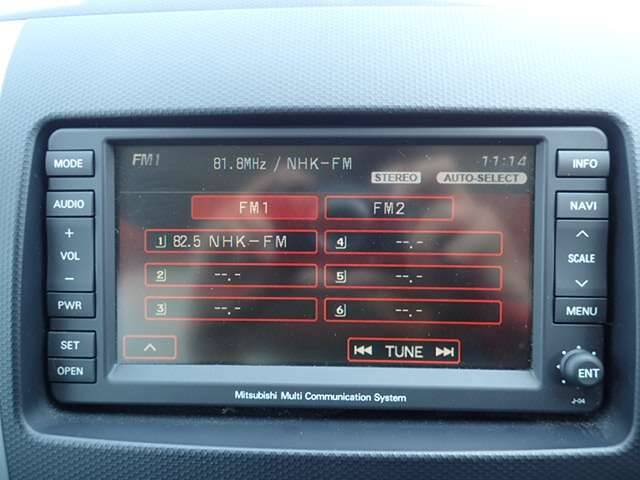 MODE
AUDIO
+
VOL
−
PWR
SET
OPEN
FM1 81.8MHz / NHK-FM 11:14
STEREO AUTO-SELECT
FM1 FM2
1 82.5 NHK-FM 4 --.-
2 --.- 5 --.-
3 --.- 6 --.-
TUNE
INFO
NAVI
SCALE
MENU
ENT
J-04
Mitsubishi Multi Communication System